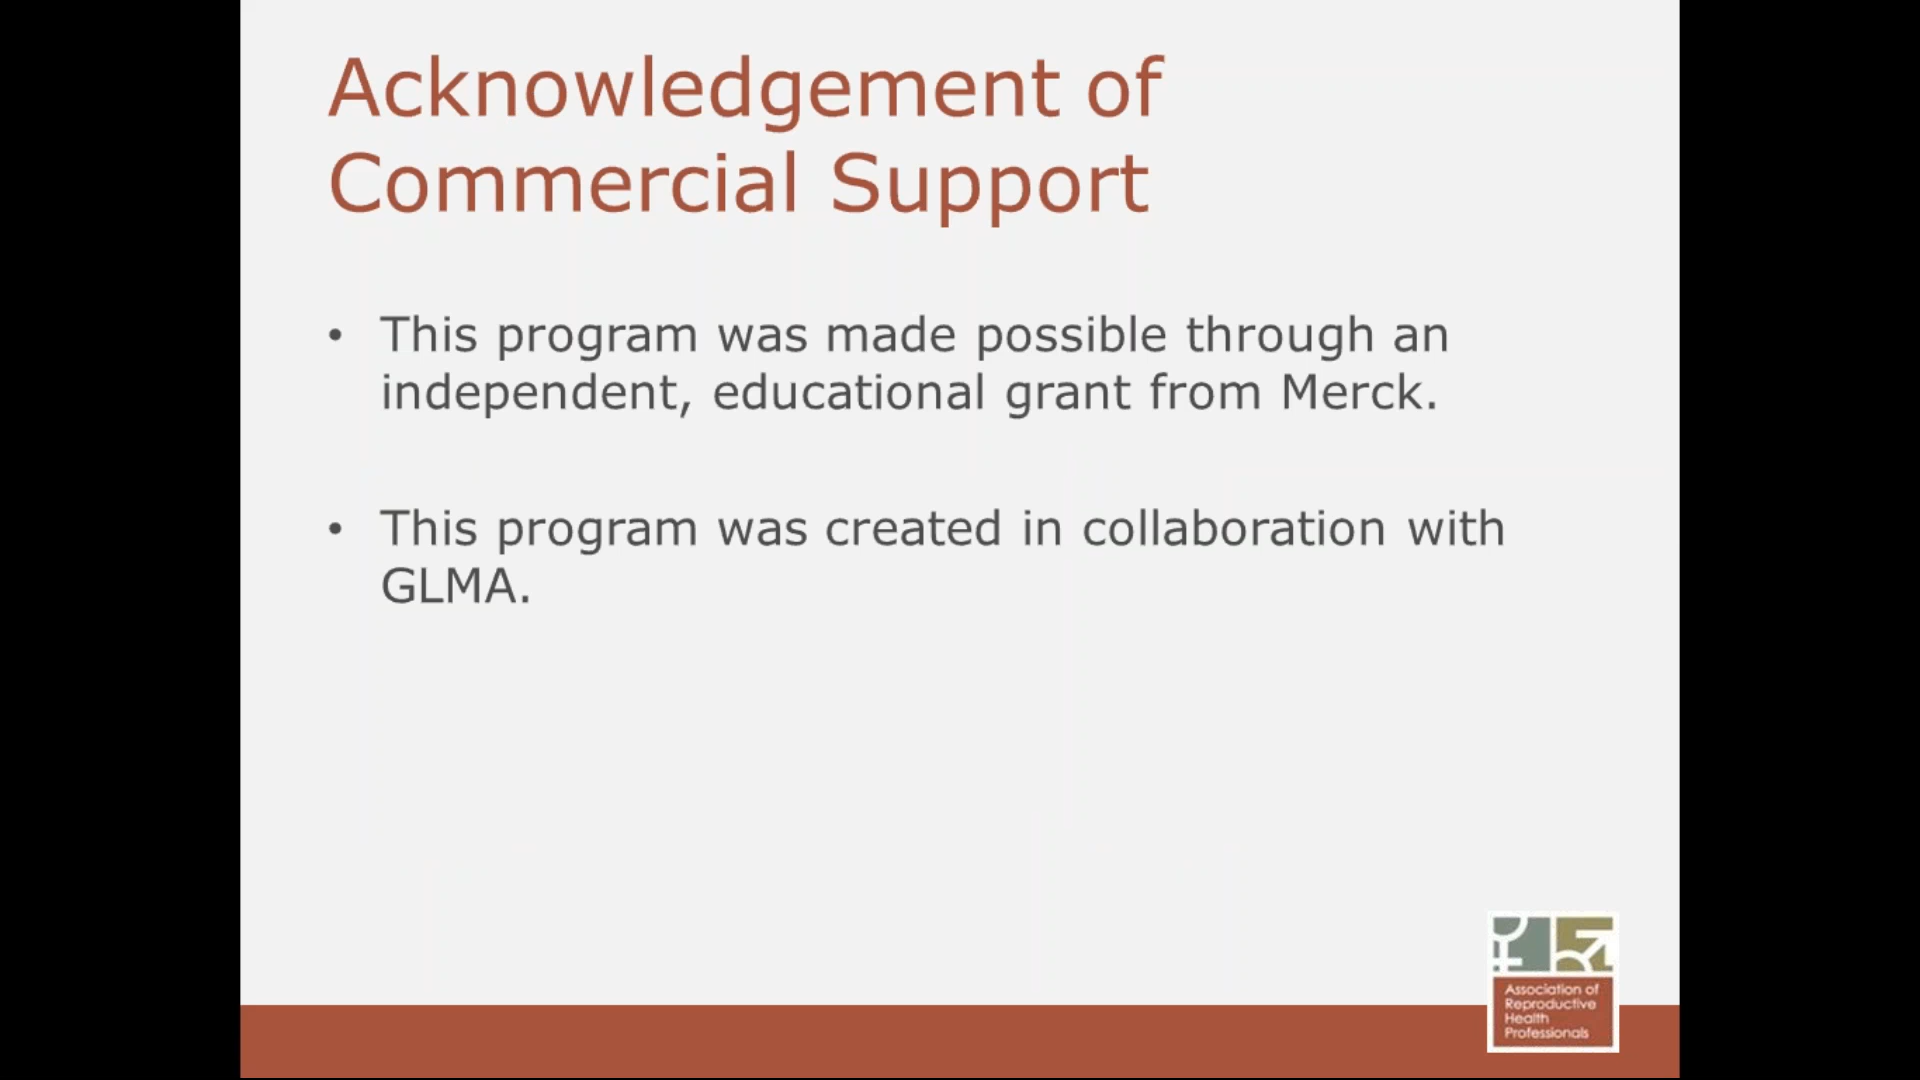 Acknowledgement of
Commercial Support
• This program was made possible through an
independent, educational grant from Merck.
• This program was created in collaboration with
GLMA.
Association of
Reproductive
Health
Professionals